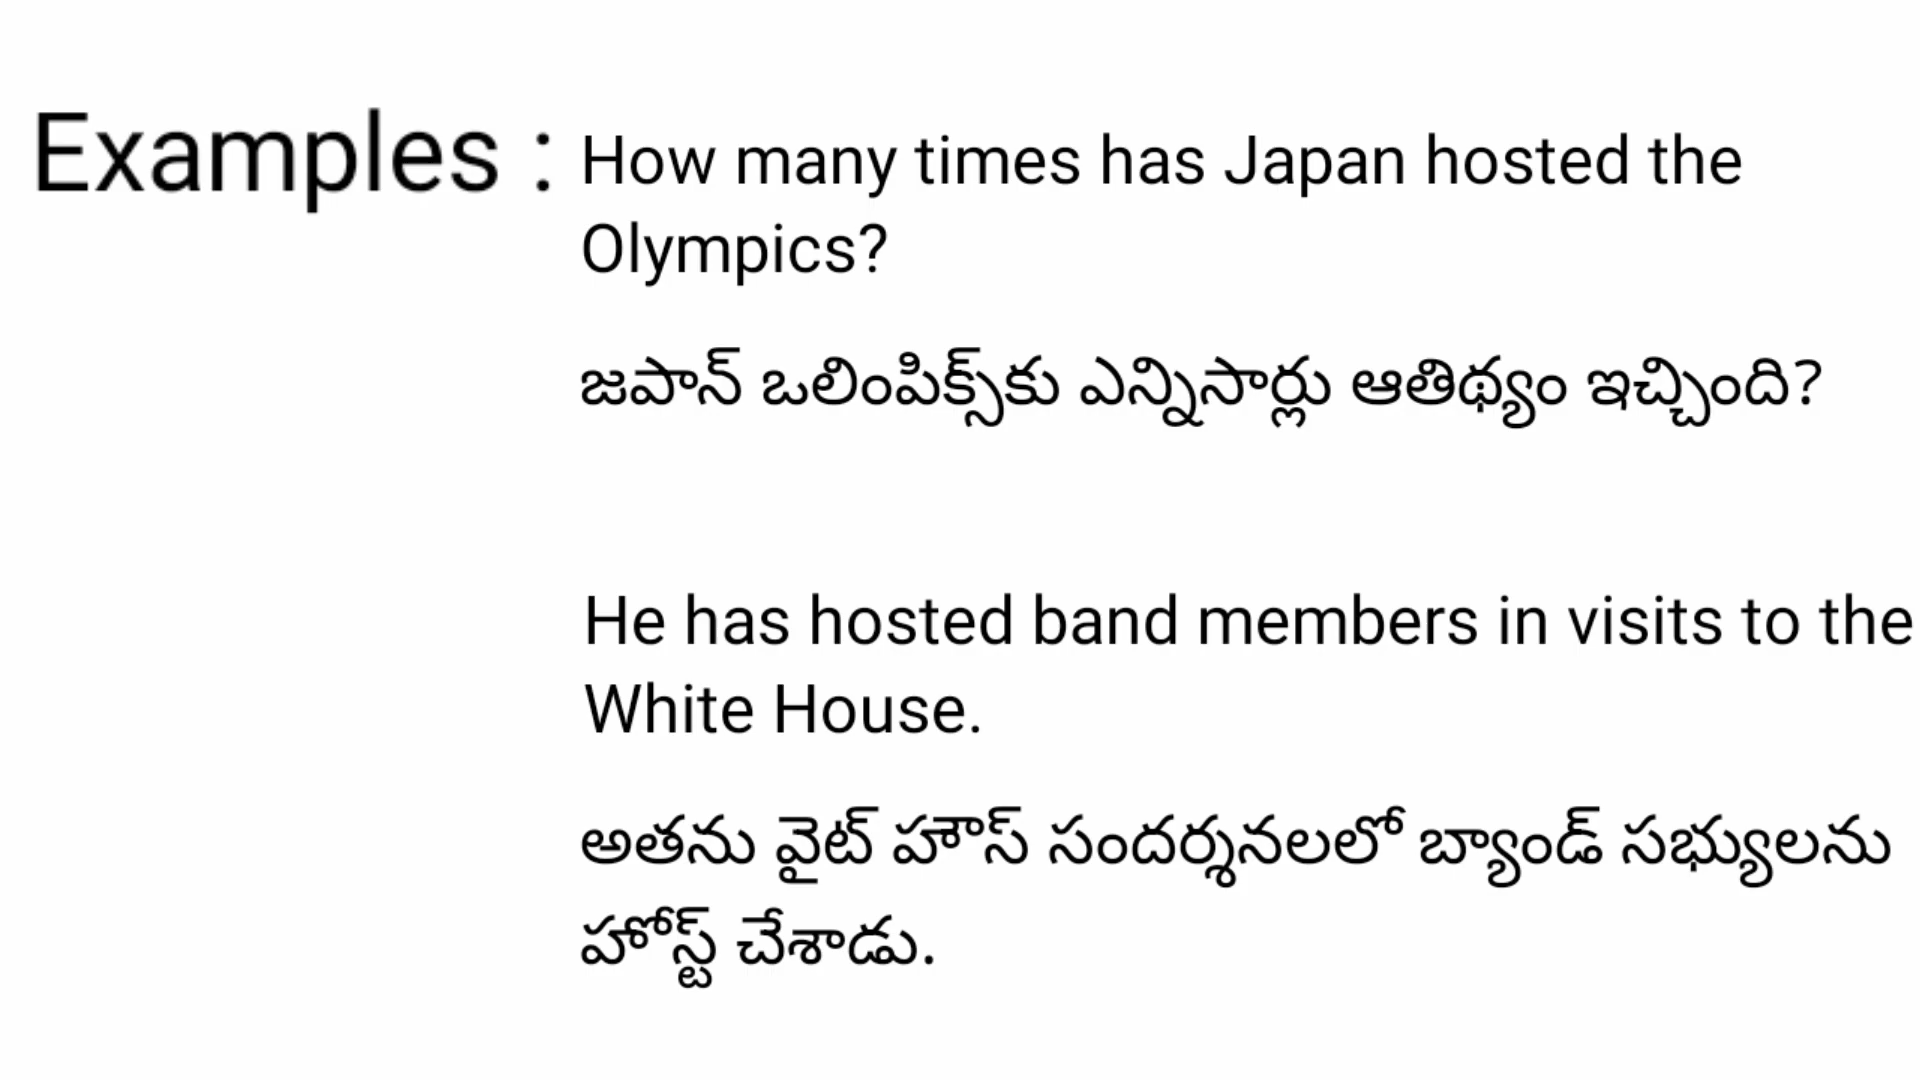 Examples : How many times has Japan hosted the
Olympics?
జపాన్ ఒలింపిక్స్‌కు ఎన్నిసార్లు ఆతిథ్యం ఇచ్చింది?
He has hosted band members in visits to the
White House.
అతను వైట్ హౌస్ సందర్శనలలో బ్యాండ్ సభ్యులను
హోస్ట్ చేశాడు.